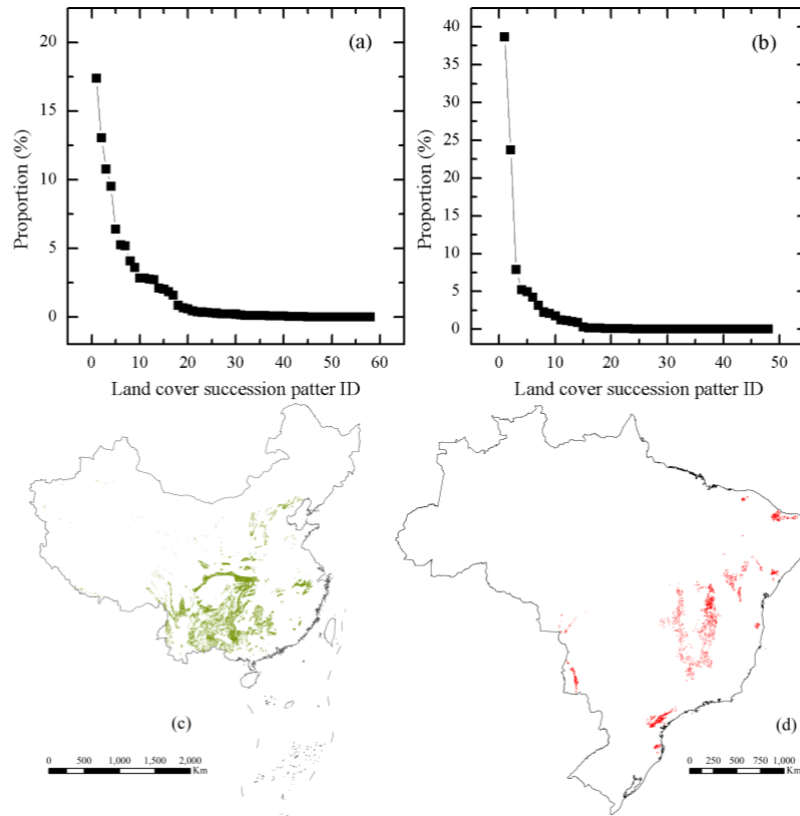 (a)
20
15
10
5
0
Proportion (%)
0 10 20 30 40 50 60
Land cover succession patter ID
(b)
40
35
30
25
20
15
10
5
0
Proportion (%)
0 10 20 30 40 50
Land cover succession patter ID
(c)
0 500 1,000 1,500 2,000
Km
(d)
0 250 500 750 1,000
Km